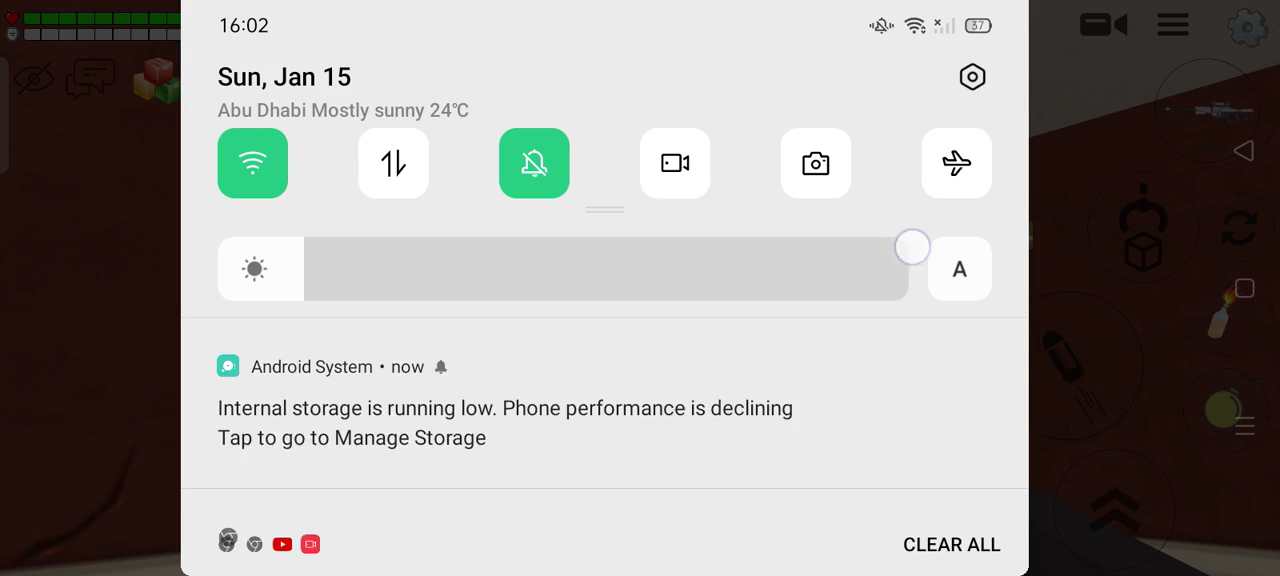 16:02
37
Sun, Jan 15
Abu Dhabi Mostly sunny 24℃
A
Android System • now
Internal storage is running low. Phone performance is declining
Tap to go to Manage Storage
CLEAR ALL